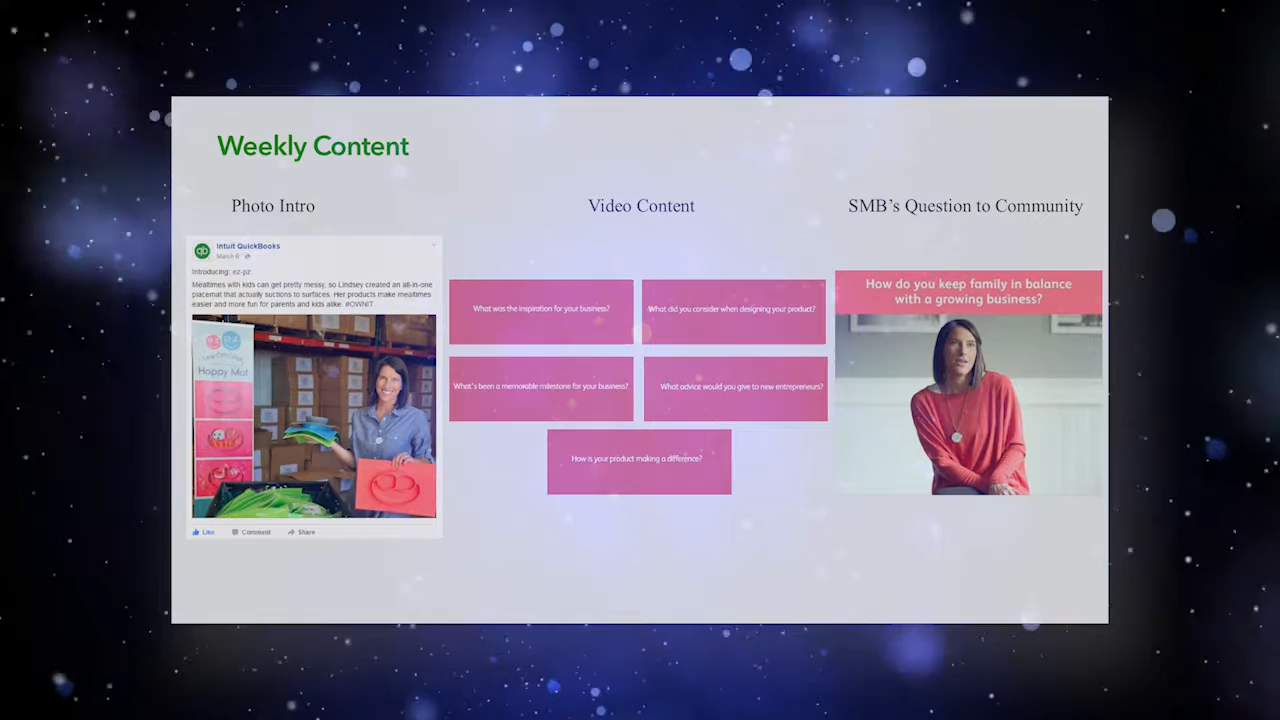 Weekly Content
Photo Intro
Video Content
SMB's Question to Community
qb
Intuit QuickBooks
March 6
Introducing: ez-pz
Mealtimes with kids can get pretty messy, so Lindsey created an all-in-one
placemat that actually suctions to surfaces. Her products make mealtimes
easier and more fun for parents and kids alike. #OWNIT
Happy Mat
Like
Comment
Share
What was the inspiration for your business?
What did you consider when designing your product?
What's been a memorable milestone for your business?
What advice would you give to new entrepreneurs?
How is your product making a difference?
How do you keep family in balance
with a growing business?